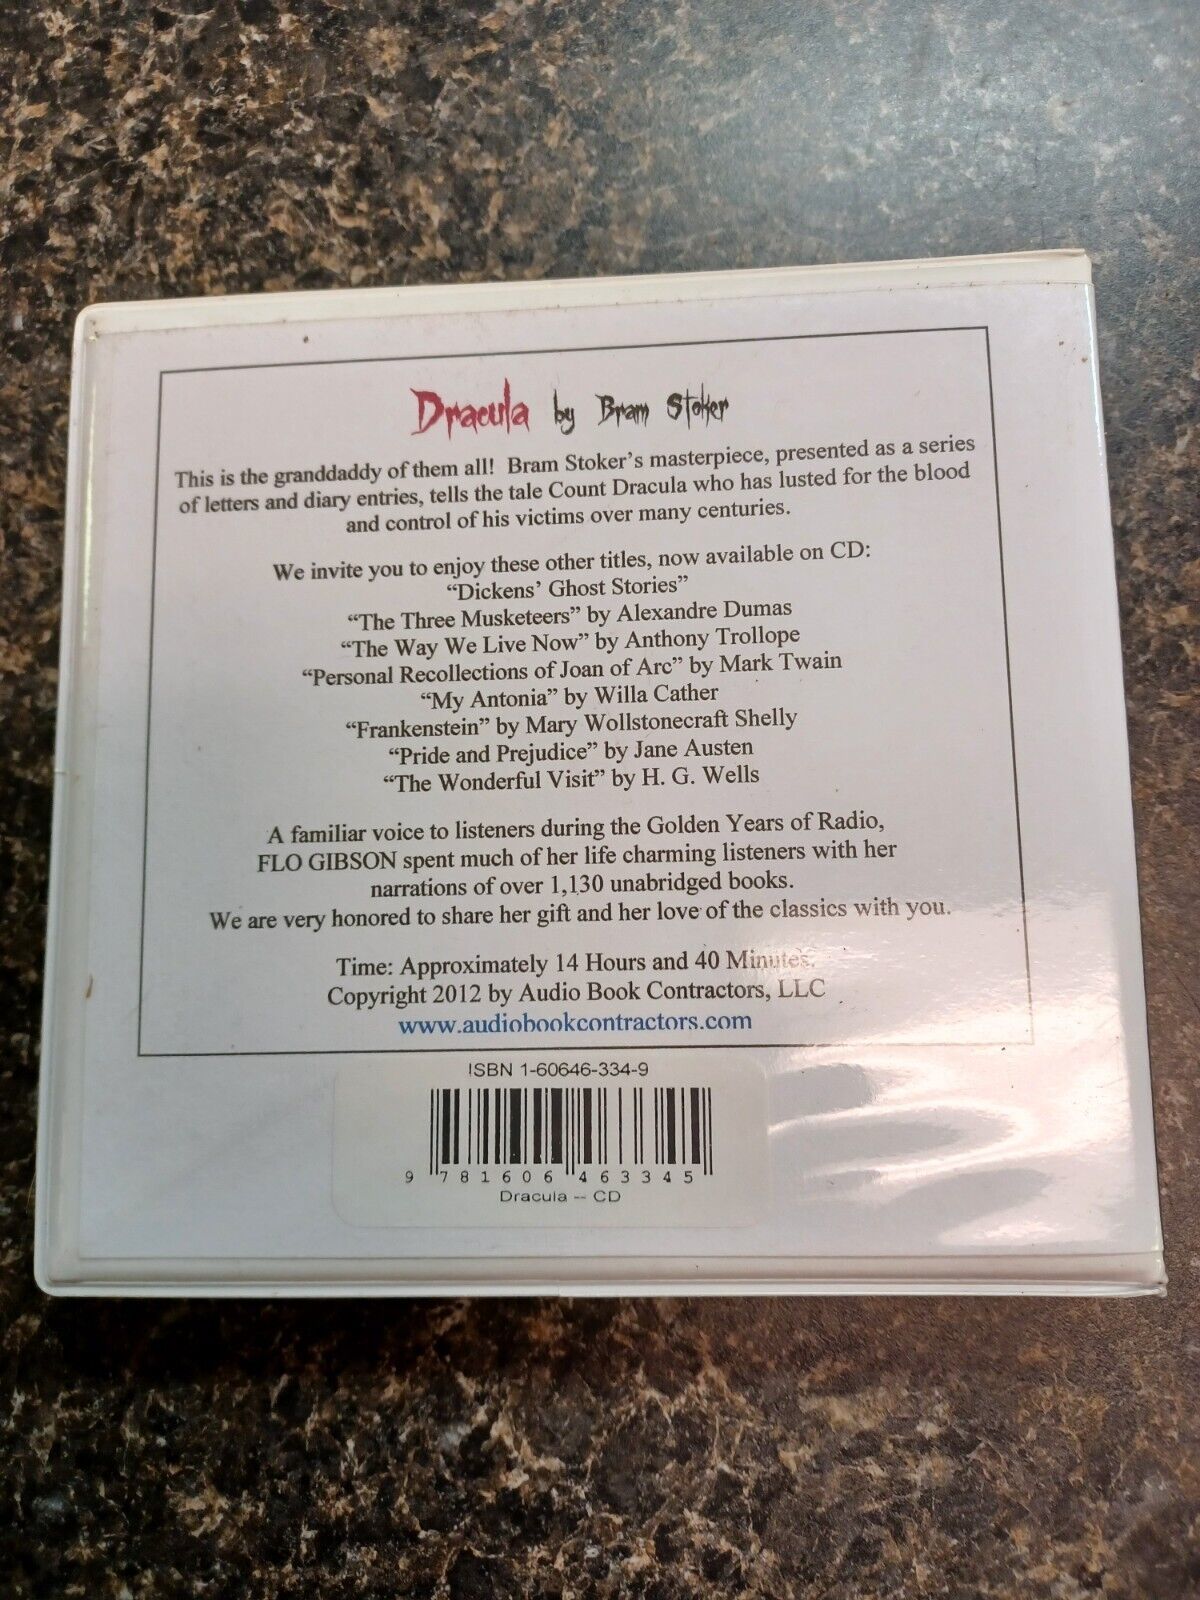 Dracula by Bram Stoker
This is the granddaddy of them all! Bram Stoker's masterpiece, presented as a series
of letters and diary entries, tells the tale Count Dracula who has lusted for the blood
and control of his victims over many centuries.
We invite you to enjoy these other titles, now available on CD:
“Dickens’ Ghost Stories”
“The Three Musketeers” by Alexandre Dumas
“The Way We Live Now” by Anthony Trollope
“Personal Recollections of Joan of Arc” by Mark Twain
“My Antonia” by Willa Cather
“Frankenstein” by Mary Wollstonecraft Shelly
“Pride and Prejudice” by Jane Austen
“The Wonderful Visit” by H. G. Wells
A familiar voice to listeners during the Golden Years of Radio,
FLO GIBSON spent much of her life charming listeners with her
narrations of over 1,130 unabridged books.
We are very honored to share her gift and her love of the classics with you.
Time: Approximately 14 Hours and 40 Minutes.
Copyright 2012 by Audio Book Contractors, LLC
www.audiobookcontractors.com
ISBN 1-60646-334-9
9 781606 463345
Dracula -- CD